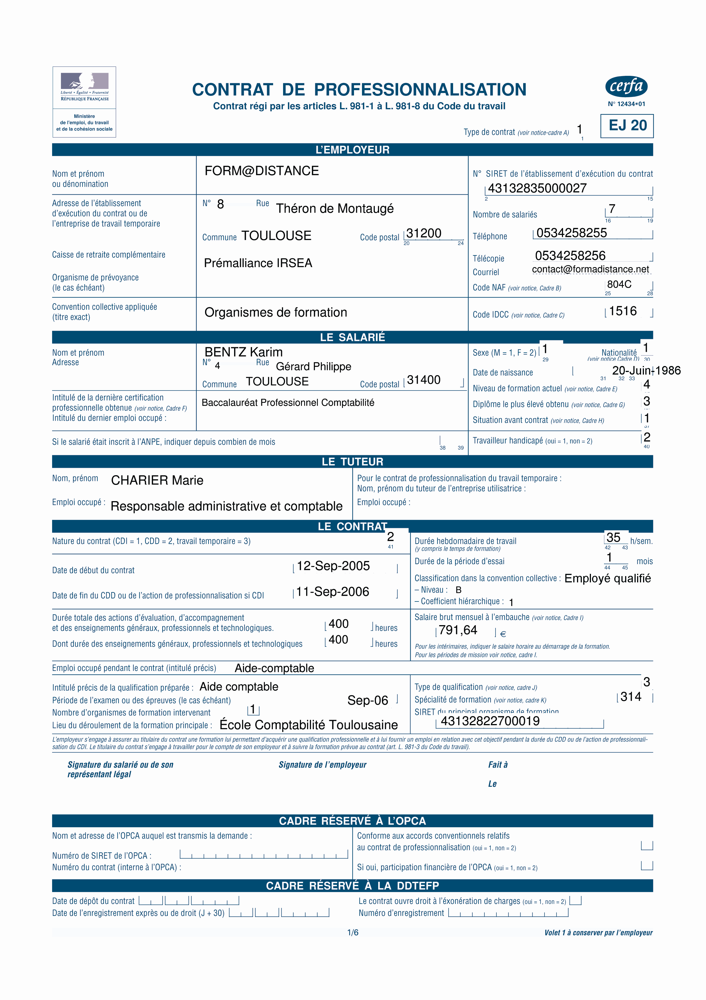 Liberté • Égalité • Fraternité
RÉPUBLIQUE FRANÇAISE
Ministère
de l'emploi, du travail
et de la cohésion sociale
CONTRAT DE PROFESSIONNALISATION
Contrat régi par les articles L. 981-1 à L. 981-8 du Code du travail
cerfa
N° 12434*01
EJ 20
Type de contrat (voir notice-cadre A) 1
1
L'EMPLOYEUR
Nom et prénom
ou dénomination
FORM@DISTANCE
N° SIRET de l'établissement d'exécution du contrat
43132835000027
2 15
Adresse de l'établissement
d'exécution du contrat ou de
l'entreprise de travail temporaire
N° 8 Rue Théron de Montaugé
Commune TOULOUSE Code postal 31200
20 24
Nombre de salariés 7
16 19
Téléphone 0534258255
Caisse de retraite complémentaire
Prémalliance IRSEA
Organisme de prévoyance
(le cas échéant)
Télécopie 0534258256
Courriel contact@formadistance.net
Code NAF (voir notice, Cadre B) 804C
25 28
Convention collective appliquée
(titre exact)
Organismes de formation
Code IDCC (voir notice, Cadre C) 1516
LE SALARIÉ
Nom et prénom BENTZ Karim
Adresse N° 4 Rue Gérard Philippe
Commune TOULOUSE Code postal 31400
Sexe (M = 1, F = 2) 1 Nationalité 1
29 (voir notice Cadre D) 30
Date de naissance 20-Juin-1986
31 32 33
Niveau de formation actuel (voir notice, Cadre E) 4
Intitulé de la dernière certification
professionnelle obtenue (voir notice, Cadre F)
Baccalauréat Professionnel Comptabilité
Intitulé du dernier emploi occupé :
Diplôme le plus élevé obtenu (voir notice, Cadre G) 3
Situation avant contrat (voir notice, Cadre H) 1
37
Si le salarié était inscrit à l'ANPE, indiquer depuis combien de mois
38 39
Travailleur handicapé (oui = 1, non = 2) 2
40
LE TUTEUR
Nom, prénom CHARIER Marie
Emploi occupé : Responsable administrative et comptable
Pour le contrat de professionnalisation du travail temporaire :
Nom, prénom du tuteur de l'entreprise utilisatrice :
Emploi occupé :
LE CONTRAT
Nature du contrat (CDI = 1, CDD = 2, travail temporaire = 3) 2
41
Date de début du contrat 12-Sep-2005
Date de fin du CDD ou de l'action de professionnalisation si CDI 11-Sep-2006
Durée hebdomadaire de travail 35 h/sem.
(y compris le temps de formation) 42 43
Durée de la période d'essai 1 mois
44 45
Classification dans la convention collective : Employé qualifié
– Niveau : B
– Coefficient hiérarchique : 1
Durée totale des actions d'évaluation, d'accompagnement
et des enseignements généraux, professionnels et technologiques. 400 heures
Dont durée des enseignements généraux, professionnels et technologiques 400 heures
Salaire brut mensuel à l'embauche (voir notice, Cadre I)
791,64 €
Pour les intérimaires, indiquer le salaire horaire au démarrage de la formation.
Pour les périodes de mission voir notice, cadre I.
Emploi occupé pendant le contrat (intitulé précis) Aide-comptable
Intitulé précis de la qualification préparée : Aide comptable
Période de l'examen ou des épreuves (le cas échéant) Sep-06
Nombre d'organismes de formation intervenant 1
Lieu du déroulement de la formation principale : École Comptabilité Toulousaine
Type de qualification (voir notice, cadre J) 3
Spécialité de formation (voir notice, cadre K) 314
SIRET du principal organisme de formation
43132822700019
L'employeur s'engage à assurer au titulaire du contrat une formation lui permettant d'acquérir une qualification professionnelle et à lui fournir un emploi en relation avec cet objectif pendant la durée du CDD ou de l'action de professionnali-
sation du CDI. Le titulaire du contrat s'engage à travailler pour le compte de son employeur et à suivre la formation prévue au contrat (art. L. 981-3 du Code du travail).
Signature du salarié ou de son
représentant légal
Signature de l'employeur
Fait à
Le
CADRE RÉSERVÉ À L'OPCA
Nom et adresse de l'OPCA auquel est transmis la demande :
Numéro de SIRET de l'OPCA :
Numéro du contrat (interne à l'OPCA) :
Conforme aux accords conventionnels relatifs
au contrat de professionnalisation (oui = 1, non = 2)
Si oui, participation financière de l'OPCA (oui = 1, non = 2)
CADRE RÉSERVÉ À LA DDTEFP
Date de dépôt du contrat
Date de l'enregistrement exprès ou de droit (J + 30)
Le contrat ouvre droit à l'éxonération de charges (oui = 1, non = 2)
Numéro d'enregistrement
1/6
Volet 1 à conserver par l'employeur